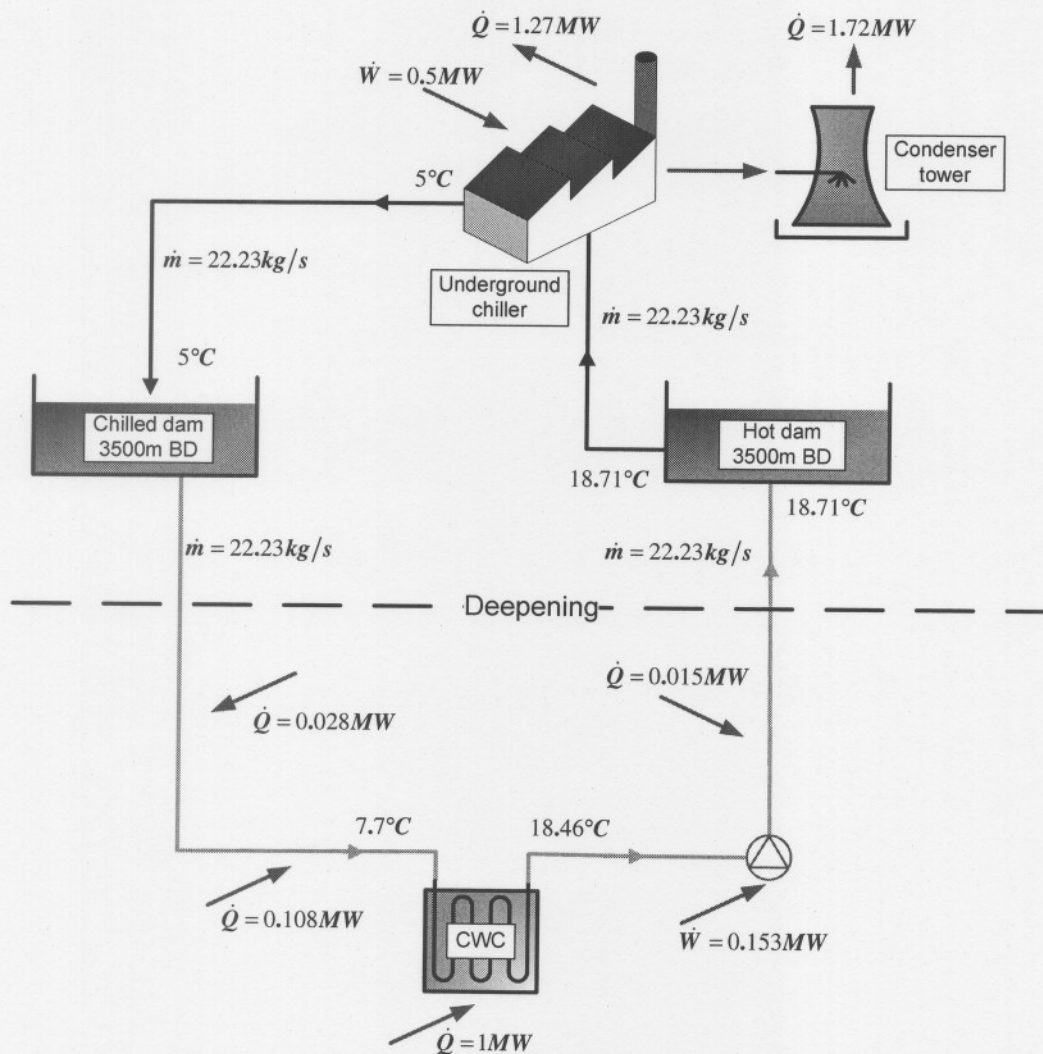 Q̇ = 1.27MW
Q̇ = 1.72MW
Ẇ = 0.5MW
Condenser
tower
5°C
ṁ = 22.23kg/s
Underground
chiller
ṁ = 22.23kg/s
5°C
Chilled dam
3500m BD
Hot dam
3500m BD
18.71°C
18.71°C
ṁ = 22.23kg/s
ṁ = 22.23kg/s
Deepening
Q̇ = 0.028MW
Q̇ = 0.015MW
7.7°C
18.46°C
Q̇ = 0.108MW
CWC
Ẇ = 0.153MW
Q̇ = 1MW